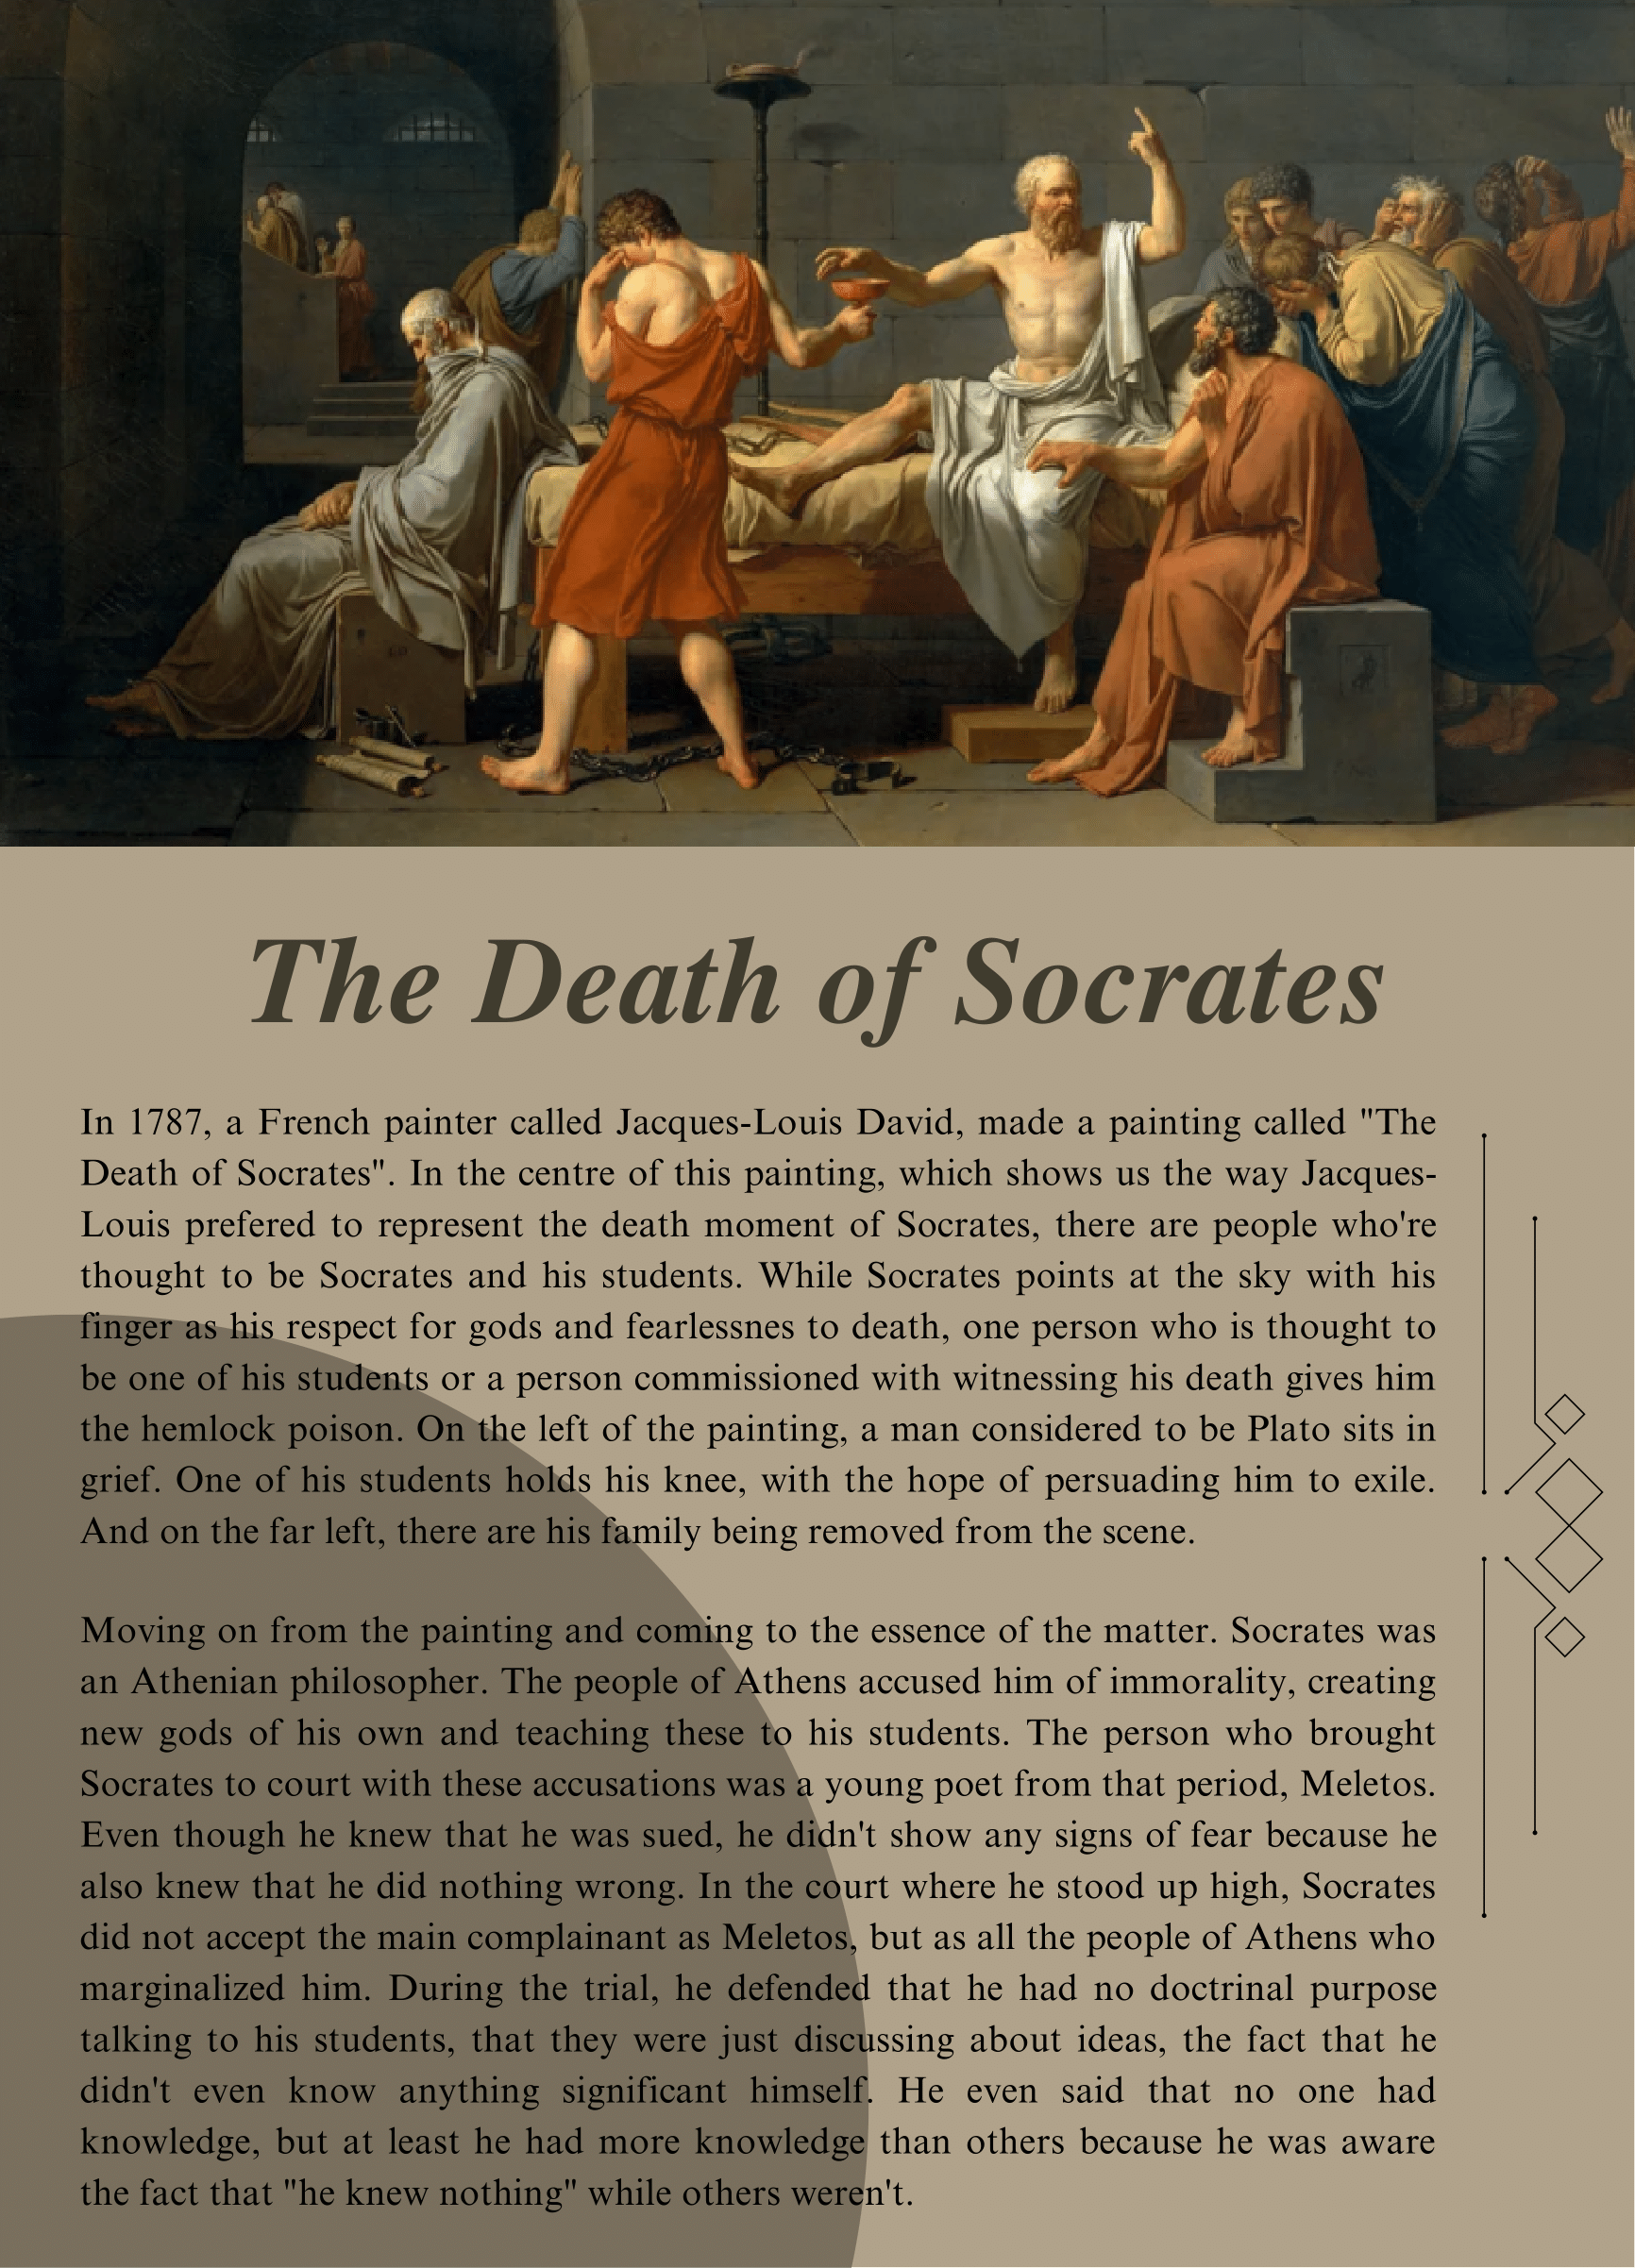 The Death of Socrates
In 1787, a French painter called Jacques-Louis David, made a painting called "The
Death of Socrates". In the centre of this painting, which shows us the way Jacques-
Louis prefered to represent the death moment of Socrates, there are people who're
thought to be Socrates and his students. While Socrates points at the sky with his
finger as his respect for gods and fearlessnes to death, one person who is thought to
be one of his students or a person commissioned with witnessing his death gives him
the hemlock poison. On the left of the painting, a man considered to be Plato sits in
grief. One of his students holds his knee, with the hope of persuading him to exile.
And on the far left, there are his family being removed from the scene.
Moving on from the painting and coming to the essence of the matter. Socrates was
an Athenian philosopher. The people of Athens accused him of immorality, creating
new gods of his own and teaching these to his students. The person who brought
Socrates to court with these accusations was a young poet from that period, Meletos.
Even though he knew that he was sued, he didn't show any signs of fear because he
also knew that he did nothing wrong. In the court where he stood up high, Socrates
did not accept the main complainant as Meletos, but as all the people of Athens who
marginalized him. During the trial, he defended that he had no doctrinal purpose
talking to his students, that they were just discussing about ideas, the fact that he
didn't even know anything significant himself. He even said that no one had
knowledge, but at least he had more knowledge than others because he was aware
the fact that "he knew nothing" while others weren't.